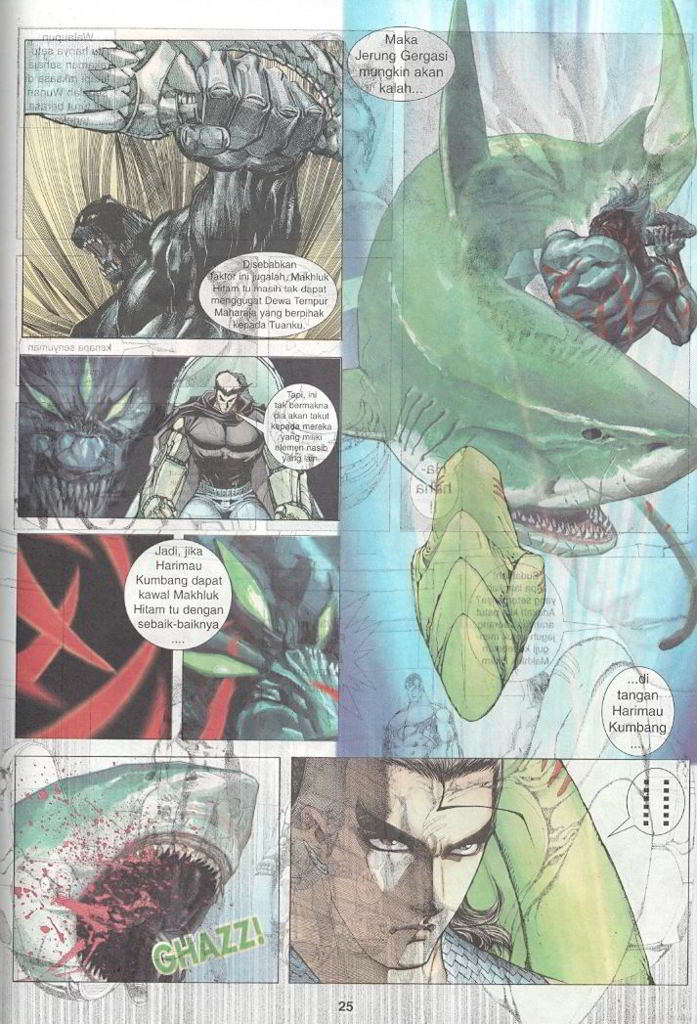 Maka
Jerung Gergasi
mungkin akan
kalah...
Disebabkan
faktor ini jugalah, Makhluk
Hitam tu masih tak dapat
menggugat Dewa Tempur
Maharaja yang berpihak
kepada Tuanku.
Tapi, ini
tak bermakna
dia akan takut
kepada mereka
yang miliki
elemen nasib
yang lain.
Jadi, jika
Harimau
Kumbang dapat
kawal Makhluk
Hitam tu dengan
sebaik-baiknya
....
...di
tangan
Harimau
Kumbang
....
GHAZZ!
!!
25